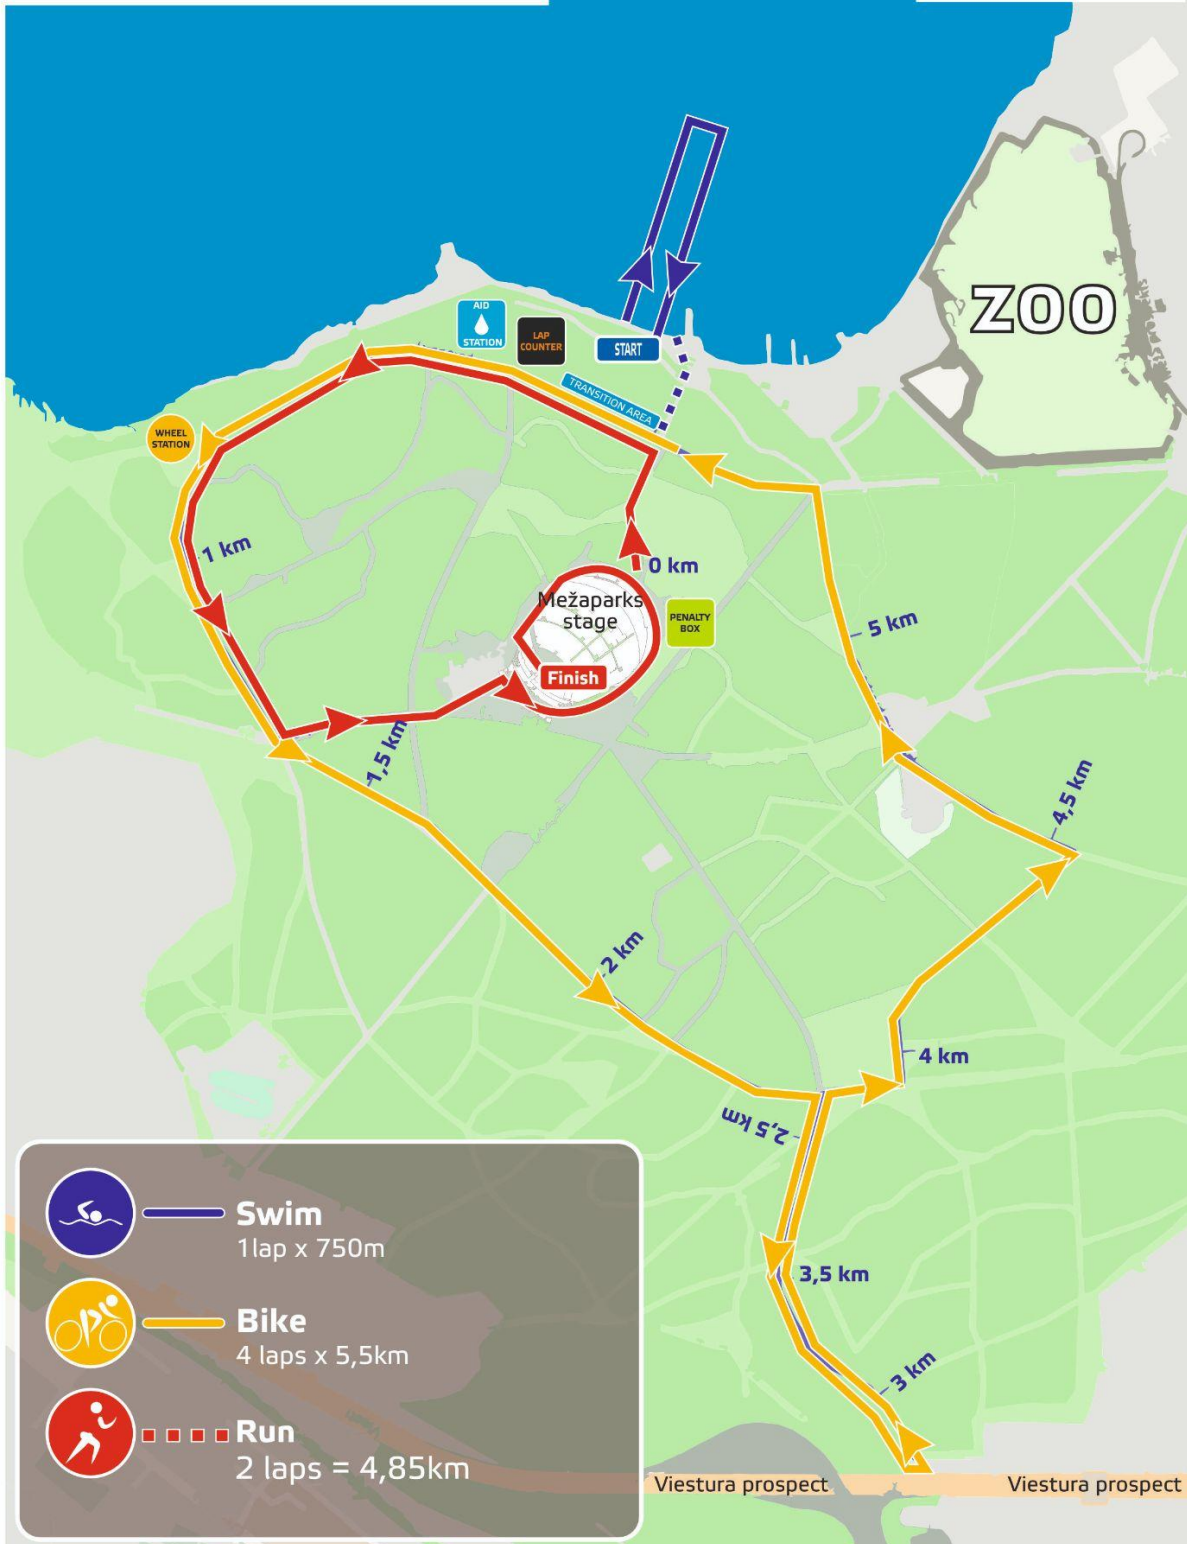 ZOO
AID
STATION
LAP
COUNTER
START
TRANSITION AREA
WHEEL
STATION
1 km
0 km
Mežaparks
stage
PENALTY
BOX
5 km
Finish
1,5 km
4,5 km
2 km
4 km
2,5 km
3,5 km
3 km
Swim
1lap x 750m
Bike
4 laps x 5,5km
Run
2 laps = 4,85km
Viestura prospect
Viestura prospect